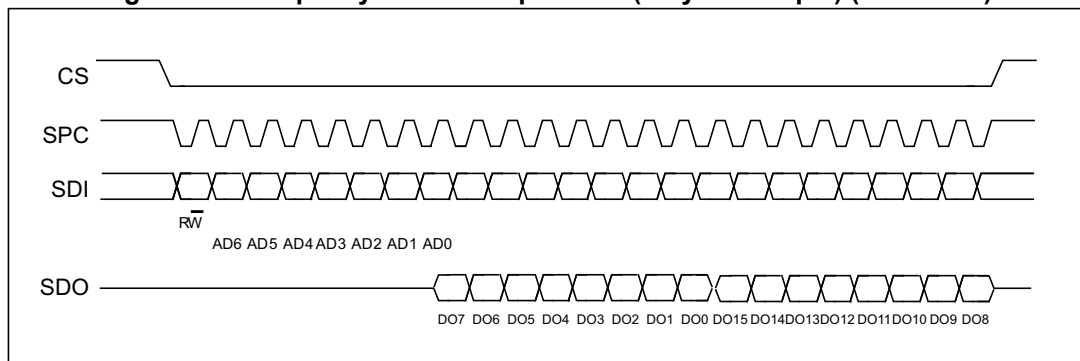 CS
SPC
SDI
RW
AD6 AD5 AD4 AD3 AD2 AD1 AD0
SDO
DO7 DO6 DO5 DO4 DO3 DO2 DO1 DO0 DO15 DO14 DO13 DO12 DO11 DO10 DO9 DO8